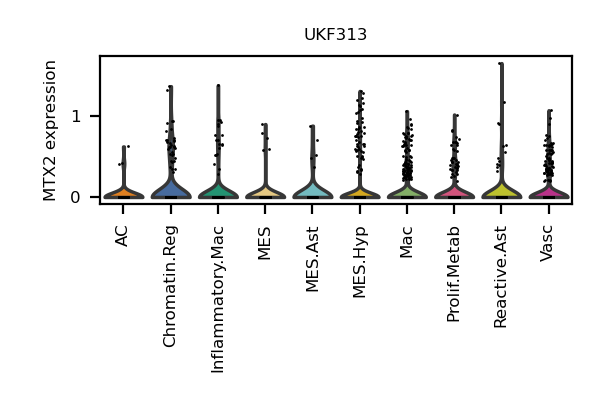 UKF313
MTX2 expression
1
0
AC
Chromatin.Reg
Inflammatory.Mac
MES
MES.Ast
MES.Hyp
Mac
Prolif.Metab
Reactive.Ast
Vasc